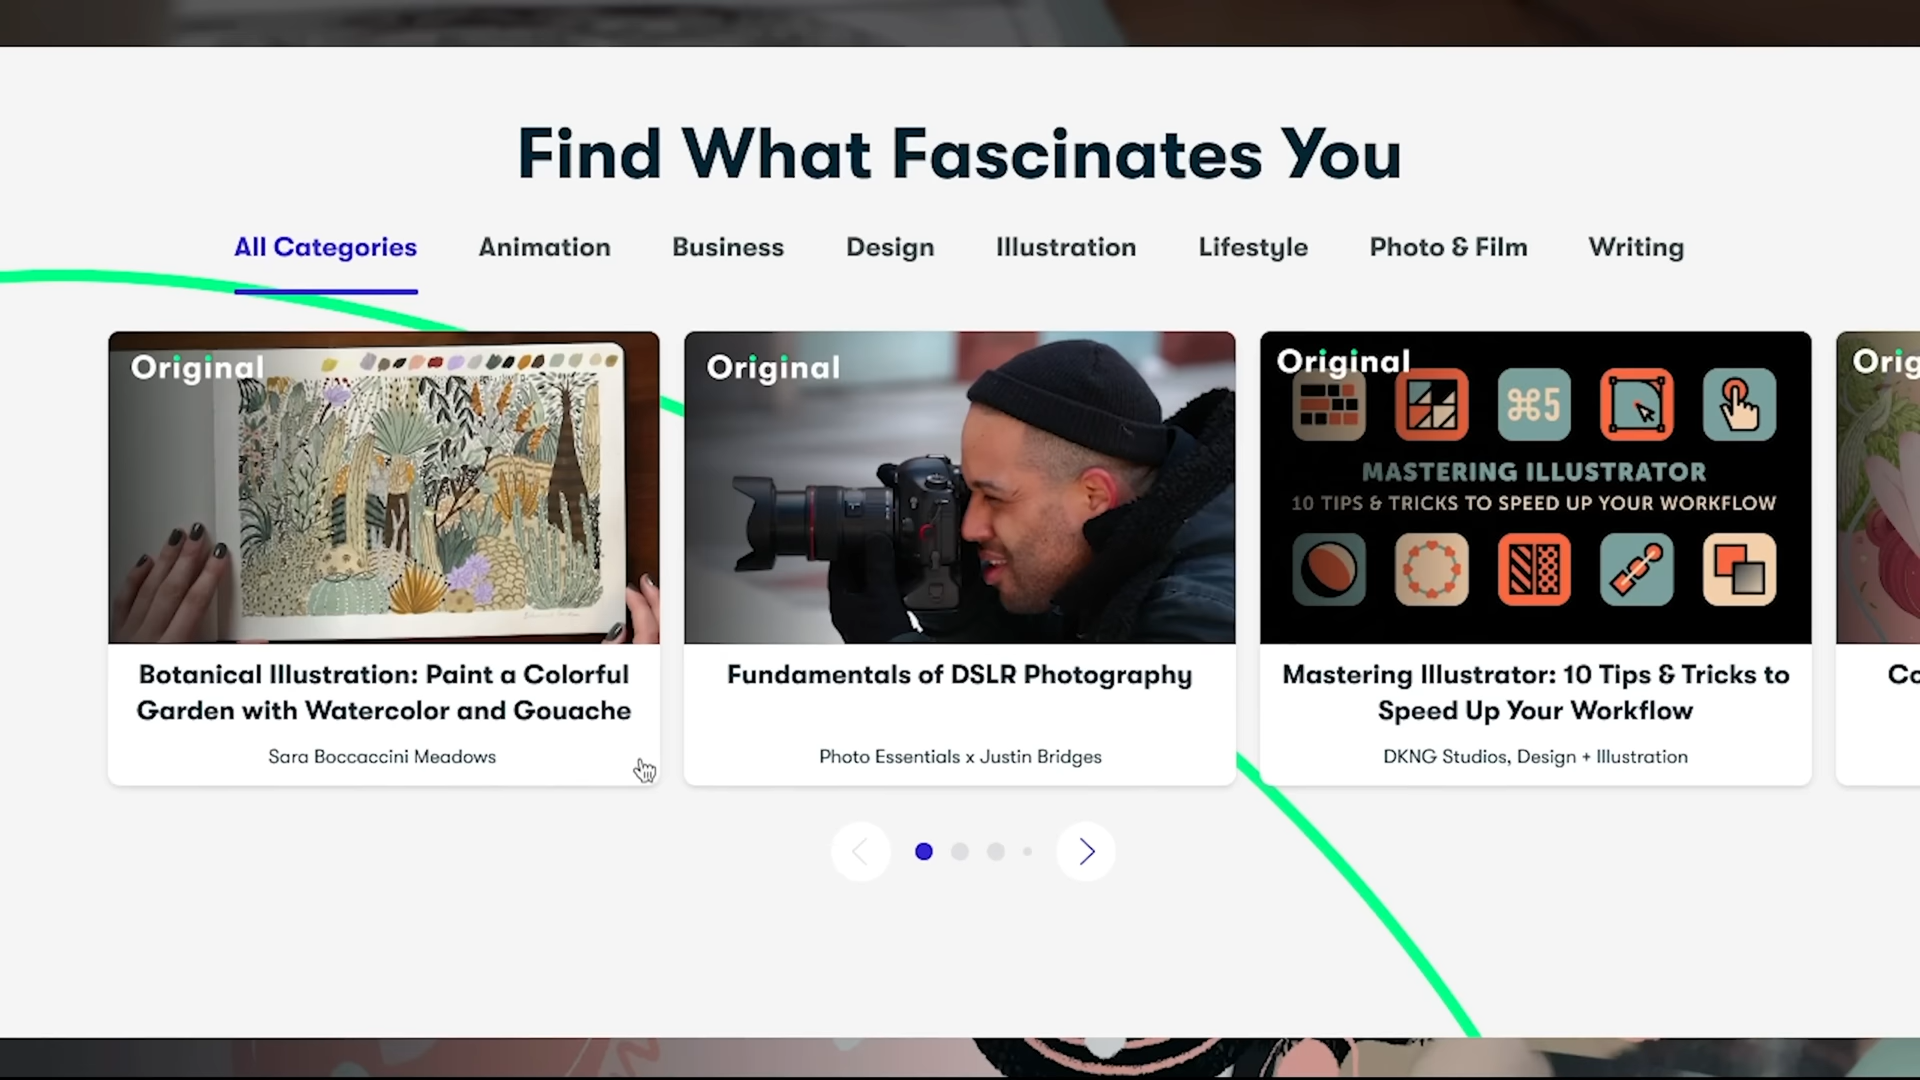 Find What Fascinates You
All Categories Animation Business Design Illustration Lifestyle Photo & Film Writing
Original
Botanical Illustration: Paint a Colorful
Garden with Watercolor and Gouache
Sara Boccaccini Meadows
Original
Fundamentals of DSLR Photography
Photo Essentials x Justin Bridges
Original
⌘5
MASTERING ILLUSTRATOR
10 TIPS & TRICKS TO SPEED UP YOUR WORKFLOW
Mastering Illustrator: 10 Tips & Tricks to
Speed Up Your Workflow
DKNG Studios, Design + Illustration
Orig
Co